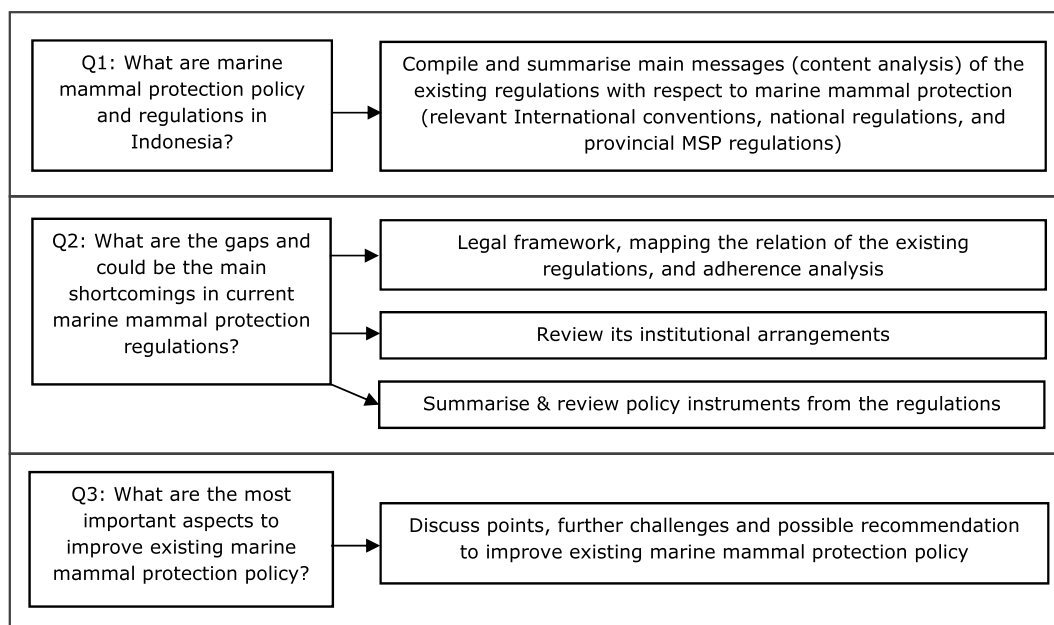 Q1: What are marine
mammal protection policy
and regulations in
Indonesia?
Compile and summarise main messages (content analysis) of the
existing regulations with respect to marine mammal protection
(relevant International conventions, national regulations, and
provincial MSP regulations)
Q2: What are the gaps and
could be the main
shortcomings in current
marine mammal protection
regulations?
Legal framework, mapping the relation of the existing
regulations, and adherence analysis
Review its institutional arrangements
Summarise & review policy instruments from the regulations
Q3: What are the most
important aspects to
improve existing marine
mammal protection policy?
Discuss points, further challenges and possible recommendation
to improve existing marine mammal protection policy